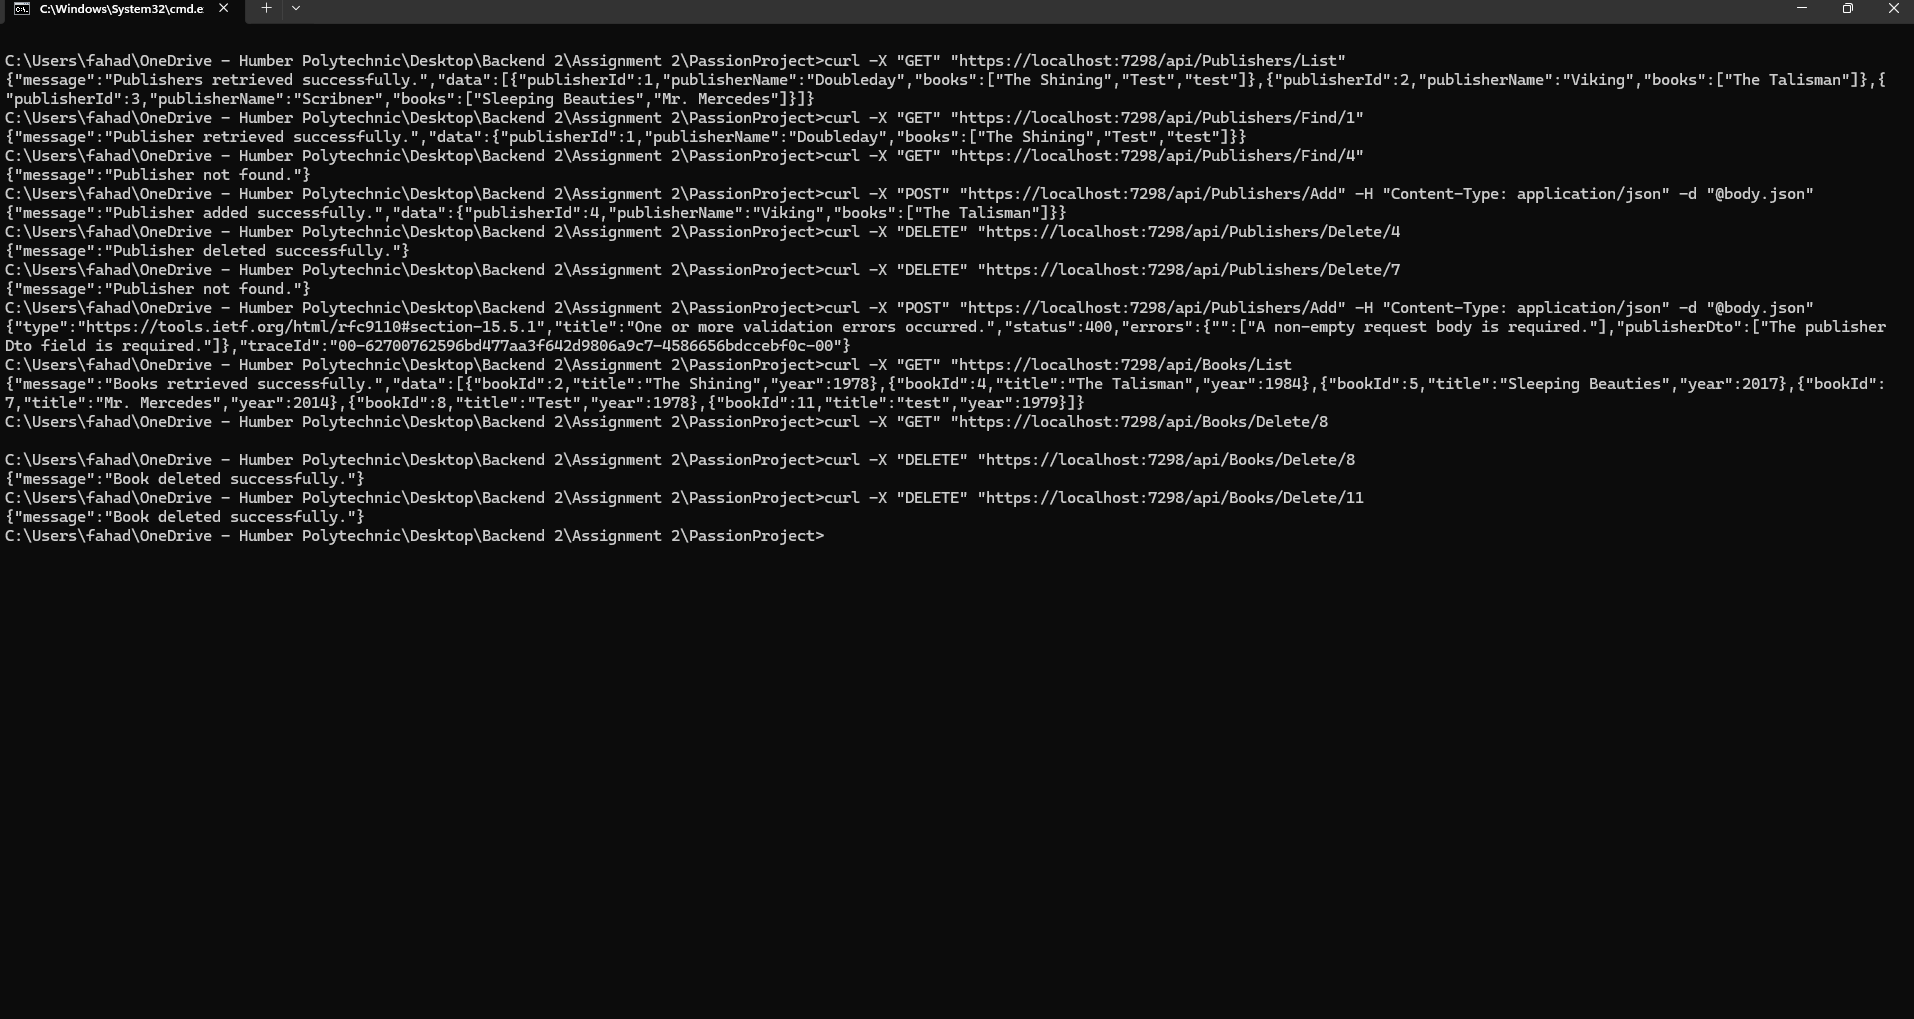 C:\Windows\System32\cmd.e
C:\Users\fahad\OneDrive - Humber Polytechnic\Desktop\Backend 2\Assignment 2\PassionProject>curl -X "GET" "https://localhost:7298/api/Publishers/List"
{"message":"Publishers retrieved successfully.","data":[{"publisherId":1,"publisherName":"Doubleday","books":["The Shining","Test","test"]},{"publisherId":2,"publisherName":"Viking","books":["The Talisman"]},{
"publisherId":3,"publisherName":"Scribner","books":["Sleeping Beauties","Mr. Mercedes"]}]}
C:\Users\fahad\OneDrive - Humber Polytechnic\Desktop\Backend 2\Assignment 2\PassionProject>curl -X "GET" "https://localhost:7298/api/Publishers/Find/1"
{"message":"Publisher retrieved successfully.","data":{"publisherId":1,"publisherName":"Doubleday","books":["The Shining","Test","test"]}}
C:\Users\fahad\OneDrive - Humber Polytechnic\Desktop\Backend 2\Assignment 2\PassionProject>curl -X "GET" "https://localhost:7298/api/Publishers/Find/4"
{"message":"Publisher not found."}
C:\Users\fahad\OneDrive - Humber Polytechnic\Desktop\Backend 2\Assignment 2\PassionProject>curl -X "POST" "https://localhost:7298/api/Publishers/Add" -H "Content-Type: application/json" -d "@body.json"
{"message":"Publisher added successfully.","data":{"publisherId":4,"publisherName":"Viking","books":["The Talisman"]}}
C:\Users\fahad\OneDrive - Humber Polytechnic\Desktop\Backend 2\Assignment 2\PassionProject>curl -X "DELETE" "https://localhost:7298/api/Publishers/Delete/4
{"message":"Publisher deleted successfully."}
C:\Users\fahad\OneDrive - Humber Polytechnic\Desktop\Backend 2\Assignment 2\PassionProject>curl -X "DELETE" "https://localhost:7298/api/Publishers/Delete/7
{"message":"Publisher not found."}
C:\Users\fahad\OneDrive - Humber Polytechnic\Desktop\Backend 2\Assignment 2\PassionProject>curl -X "POST" "https://localhost:7298/api/Publishers/Add" -H "Content-Type: application/json" -d "@body.json"
{"type":"https://tools.ietf.org/html/rfc9110#section-15.5.1","title":"One or more validation errors occurred.","status":400,"errors":{"":["A non-empty request body is required."],"publisherDto":["The publisher
Dto field is required."]},"traceId":"00-62700762596bd477aa3f642d9806a9c7-4586656bdccebf0c-00"}
C:\Users\fahad\OneDrive - Humber Polytechnic\Desktop\Backend 2\Assignment 2\PassionProject>curl -X "GET" "https://localhost:7298/api/Books/List
{"message":"Books retrieved successfully.","data":[{"bookId":2,"title":"The Shining","year":1978},{"bookId":4,"title":"The Talisman","year":1984},{"bookId":5,"title":"Sleeping Beauties","year":2017},{"bookId":
7,"title":"Mr. Mercedes","year":2014},{"bookId":8,"title":"Test","year":1978},{"bookId":11,"title":"test","year":1979}]}
C:\Users\fahad\OneDrive - Humber Polytechnic\Desktop\Backend 2\Assignment 2\PassionProject>curl -X "GET" "https://localhost:7298/api/Books/Delete/8
C:\Users\fahad\OneDrive - Humber Polytechnic\Desktop\Backend 2\Assignment 2\PassionProject>curl -X "DELETE" "https://localhost:7298/api/Books/Delete/8
{"message":"Book deleted successfully."}
C:\Users\fahad\OneDrive - Humber Polytechnic\Desktop\Backend 2\Assignment 2\PassionProject>curl -X "DELETE" "https://localhost:7298/api/Books/Delete/11
{"message":"Book deleted successfully."}
C:\Users\fahad\OneDrive - Humber Polytechnic\Desktop\Backend 2\Assignment 2\PassionProject>